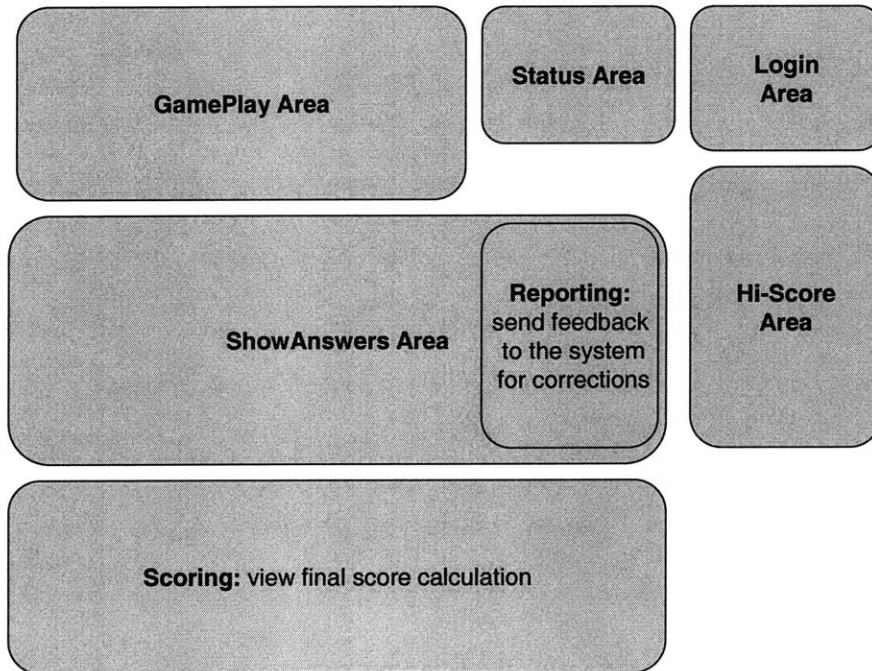 GamePlay Area
Status Area
Login
Area
ShowAnswers Area
Reporting:
send feedback
to the system
for corrections
Hi-Score
Area
Scoring: view final score calculation